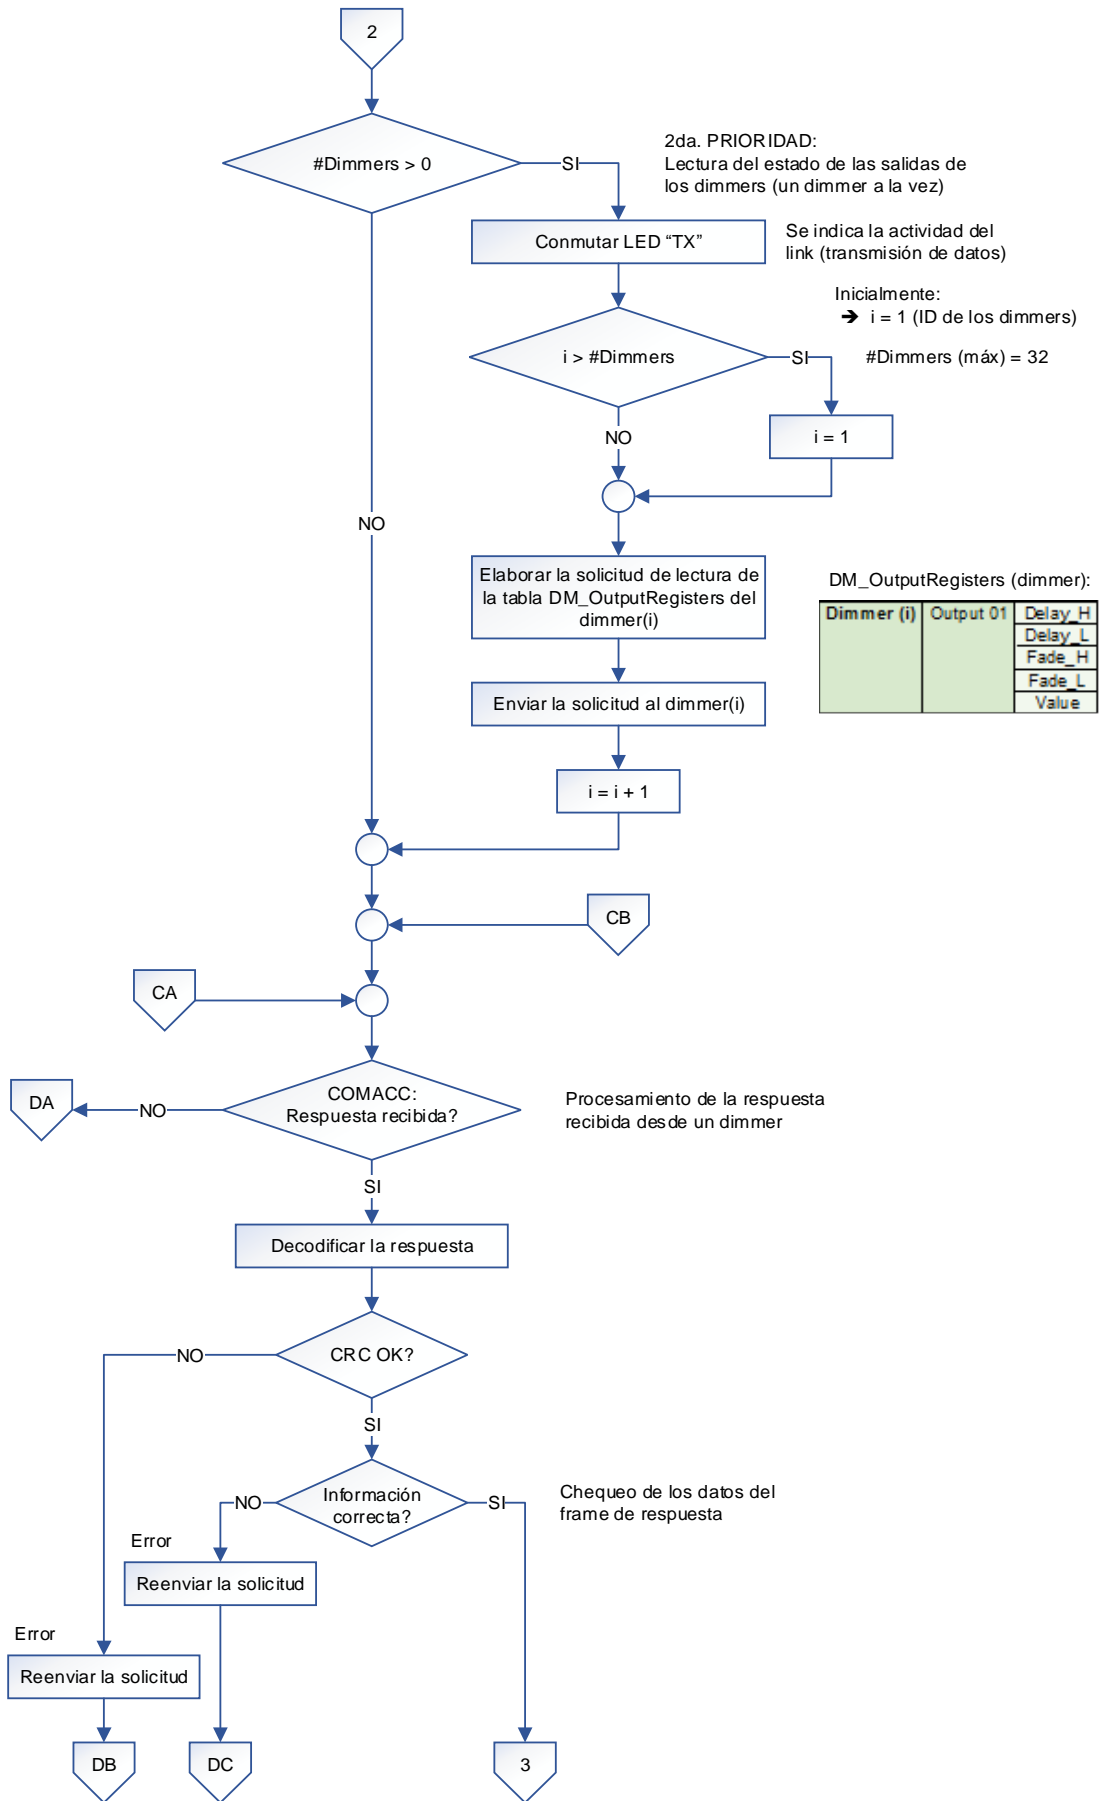 2
#Dimmers > 0
SI
2da. PRIORIDAD:
Lectura del estado de las salidas de
los dimmers (un dimmer a la vez)
Conmutar LED “TX”
Se indica la actividad del
link (transmisión de datos)
Inicialmente:
➔ i = 1 (ID de los dimmers)
i > #Dimmers
SI
#Dimmers (máx) = 32
i = 1
NO
NO
Elaborar la solicitud de lectura de
la tabla DM_OutputRegisters del
dimmer(i)
DM_OutputRegisters (dimmer):
Dimmer (i) Output 01 Delay_H
Delay_L
Fade_H
Fade_L
Value
Enviar la solicitud al dimmer(i)
i = i + 1
CB
CA
COMACC:
Respuesta recibida?
NO
DA
Procesamiento de la respuesta
recibida desde un dimmer
SI
Decodificar la respuesta
CRC OK?
NO
SI
Información
correcta?
NO
SI
Chequeo de los datos del
frame de respuesta
Error
Reenviar la solicitud
Error
Reenviar la solicitud
DB
DC
3